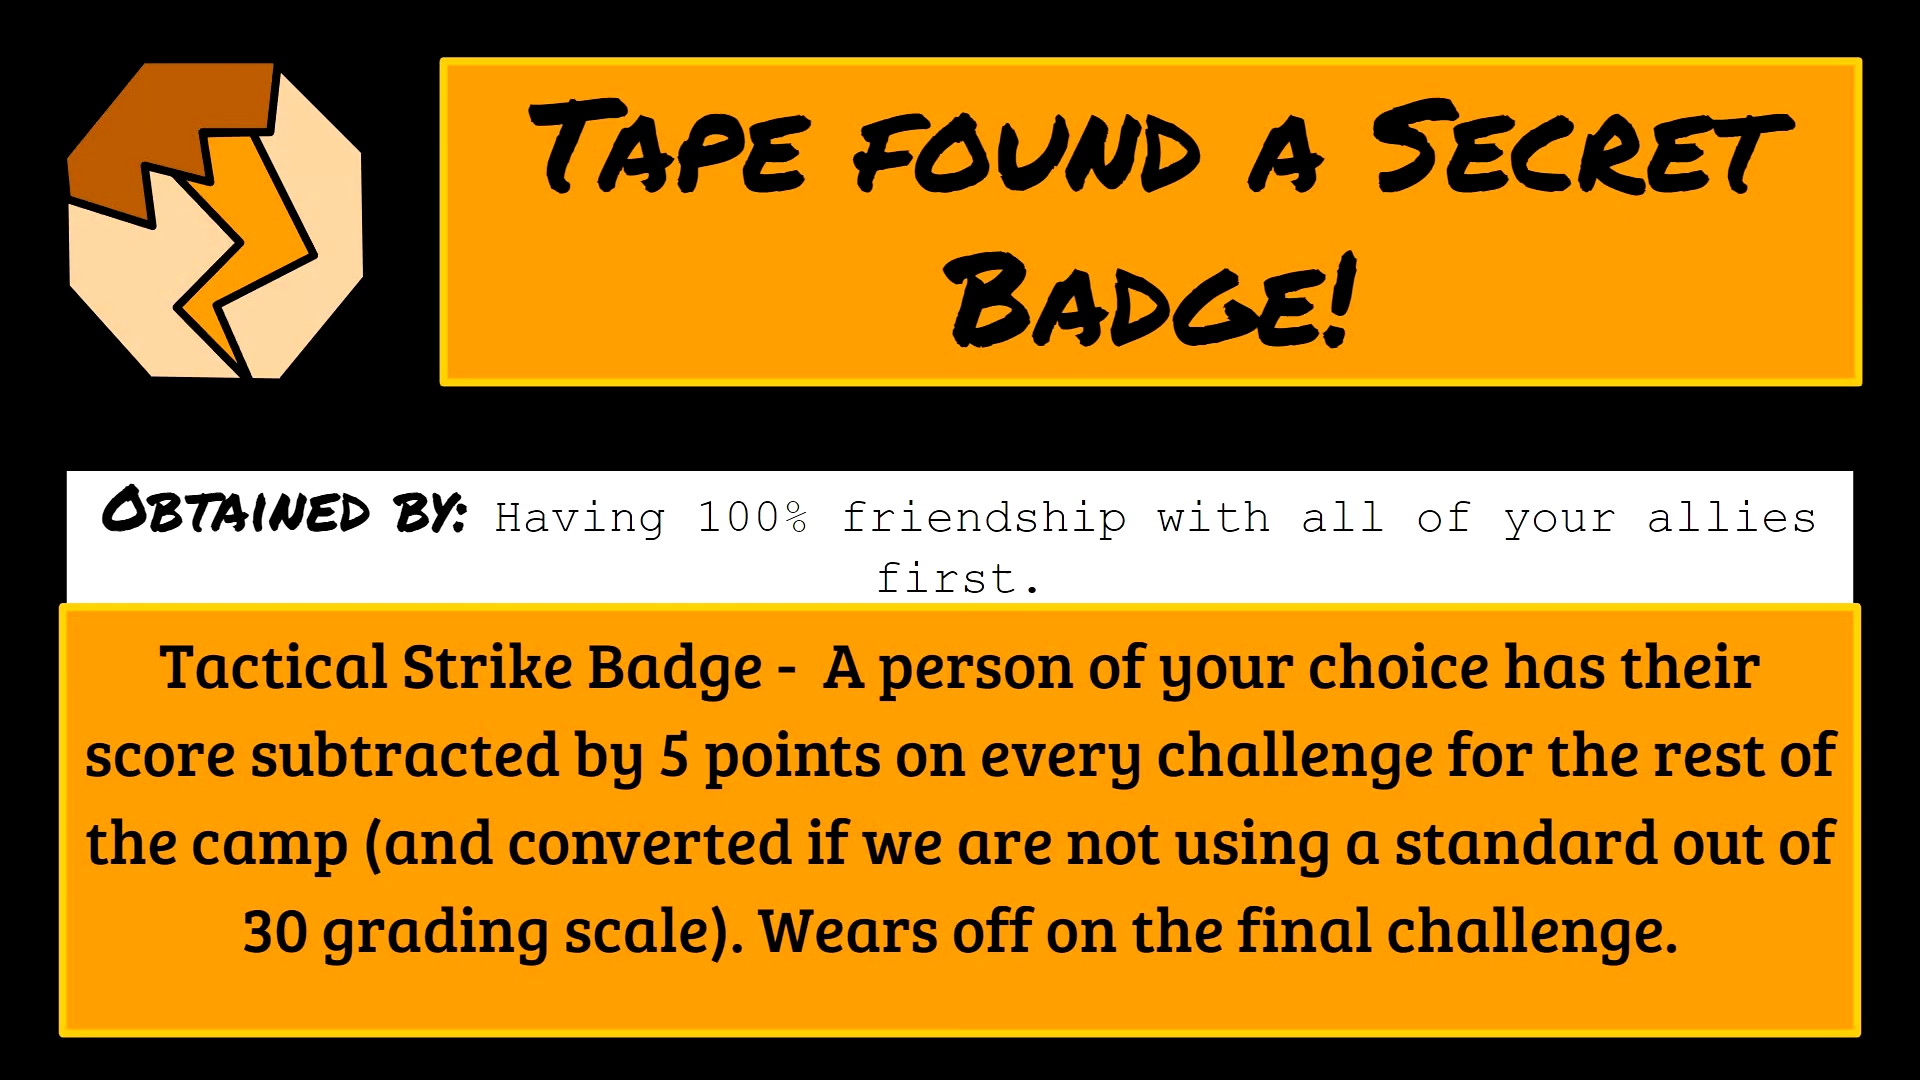 Tape found a Secret
Badge!
Obtained by: Having 100% friendship with all of your allies
first.
Tactical Strike Badge -  A person of your choice has their
score subtracted by 5 points on every challenge for the rest of
the camp (and converted if we are not using a standard out of
30 grading scale). Wears off on the final challenge.